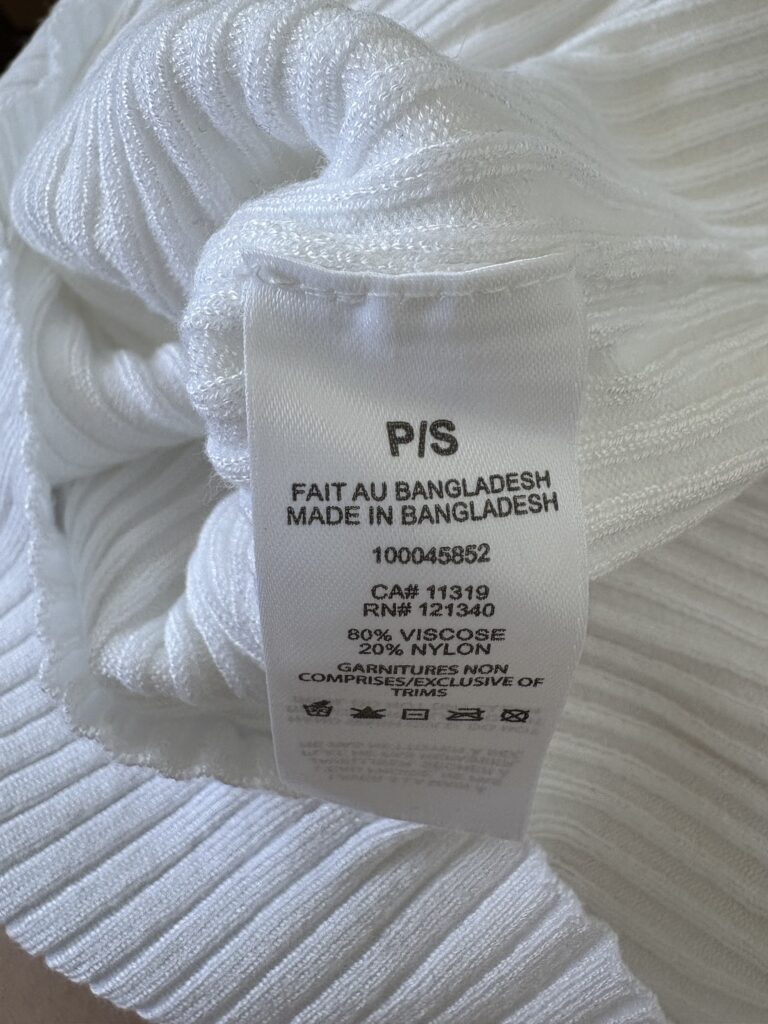 P/S
FAIT AU BANGLADESH
MADE IN BANGLADESH
100045852
CA# 11319
RN# 121340
80% VISCOSE
20% NYLON
GARNITURES NON
COMPRISES/EXCLUSIVE OF
TRIMS